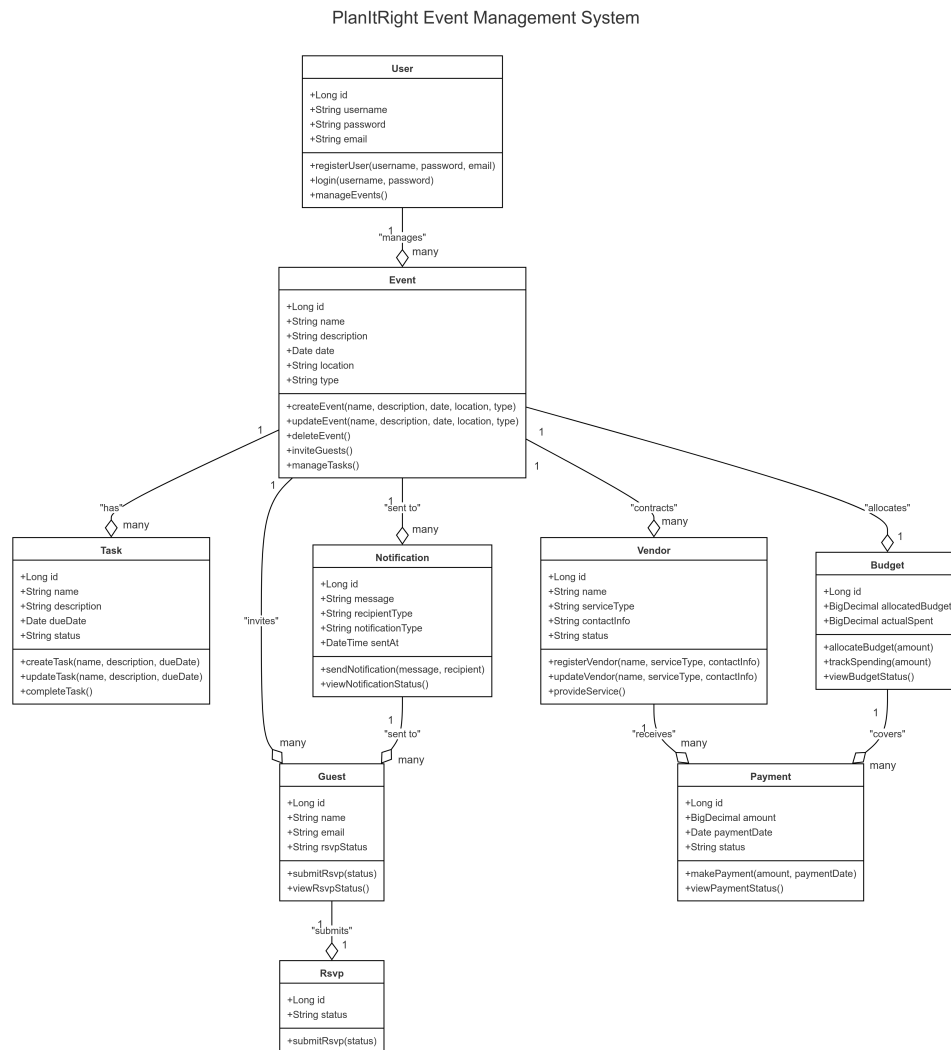 PlanItRight Event Management System
User
+Long id
+String username
+String password
+String email
+registerUser(username, password, email)
+login(username, password)
+manageEvents()
1
"manages"
many
Event
+Long id
+String name
+String description
+Date date
+String location
+String type
+createEvent(name, description, date, location, type)
+updateEvent(name, description, date, location, type)
+deleteEvent()
+inviteGuests()
+manageTasks()
1
1
1
1
1
"has"
"sent to"
"contracts"
"allocates"
many
many
many
1
Task
+Long id
+String name
+String description
+Date dueDate
+String status
+createTask(name, description, dueDate)
+updateTask(name, description, dueDate)
+completeTask()
"invites"
Notification
+Long id
+String message
+String recipientType
+String notificationType
+DateTime sentAt
+sendNotification(message, recipient)
+viewNotificationStatus()
Vendor
+Long id
+String name
+String serviceType
+String contactInfo
+String status
+registerVendor(name, serviceType, contactInfo)
+updateVendor(name, serviceType, contactInfo)
+provideService()
Budget
+Long id
+BigDecimal allocatedBudget
+BigDecimal actualSpent
+allocateBudget(amount)
+trackSpending(amount)
+viewBudgetStatus()
1
"sent to"
many
many
1
"receives"
many
1
"covers"
many
Guest
+Long id
+String name
+String email
+String rsvpStatus
+submitRsvp(status)
+viewRsvpStatus()
Payment
+Long id
+BigDecimal amount
+Date paymentDate
+String status
+makePayment(amount, paymentDate)
+viewPaymentStatus()
1
"submits"
1
Rsvp
+Long id
+String status
+submitRsvp(status)